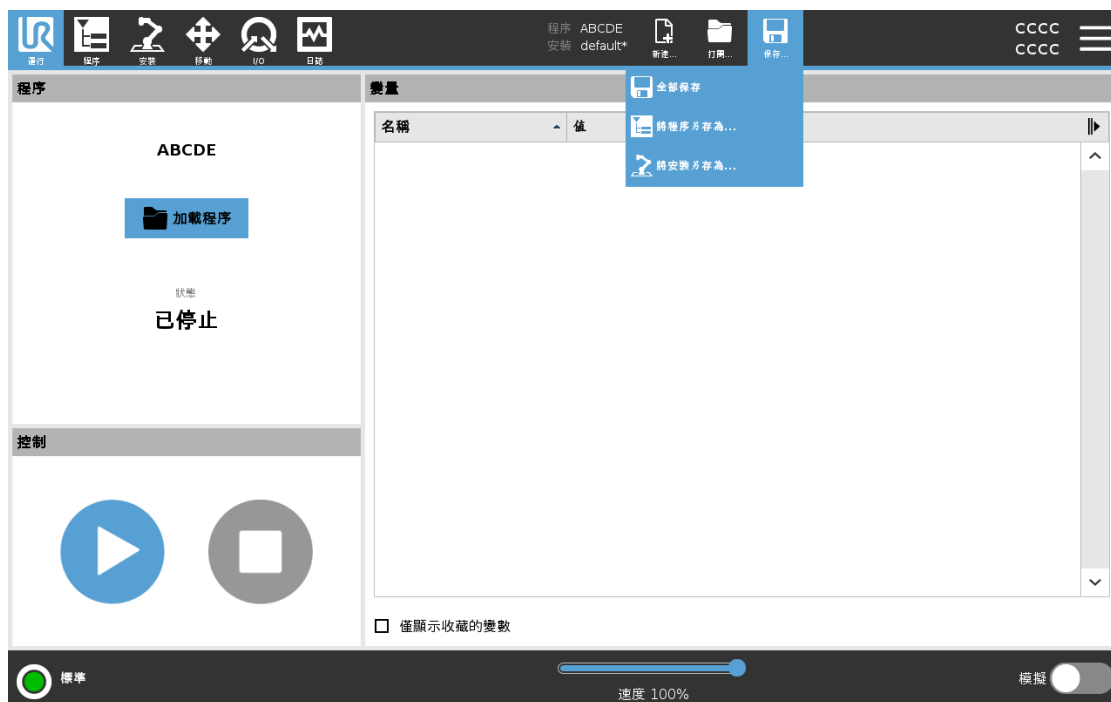 UR
運行
程序
安裝
移動
I/O
日誌
程序 ABCDE
安裝 default*
新建...
打開...
保存...
CCCC
CCCC
全部保存
將程序另存為...
將安裝另存為...
程序
ABCDE
加載程序
狀態
已停止
控制
變量
名稱
值
僅顯示收藏的變數
標準
速度 100%
模擬